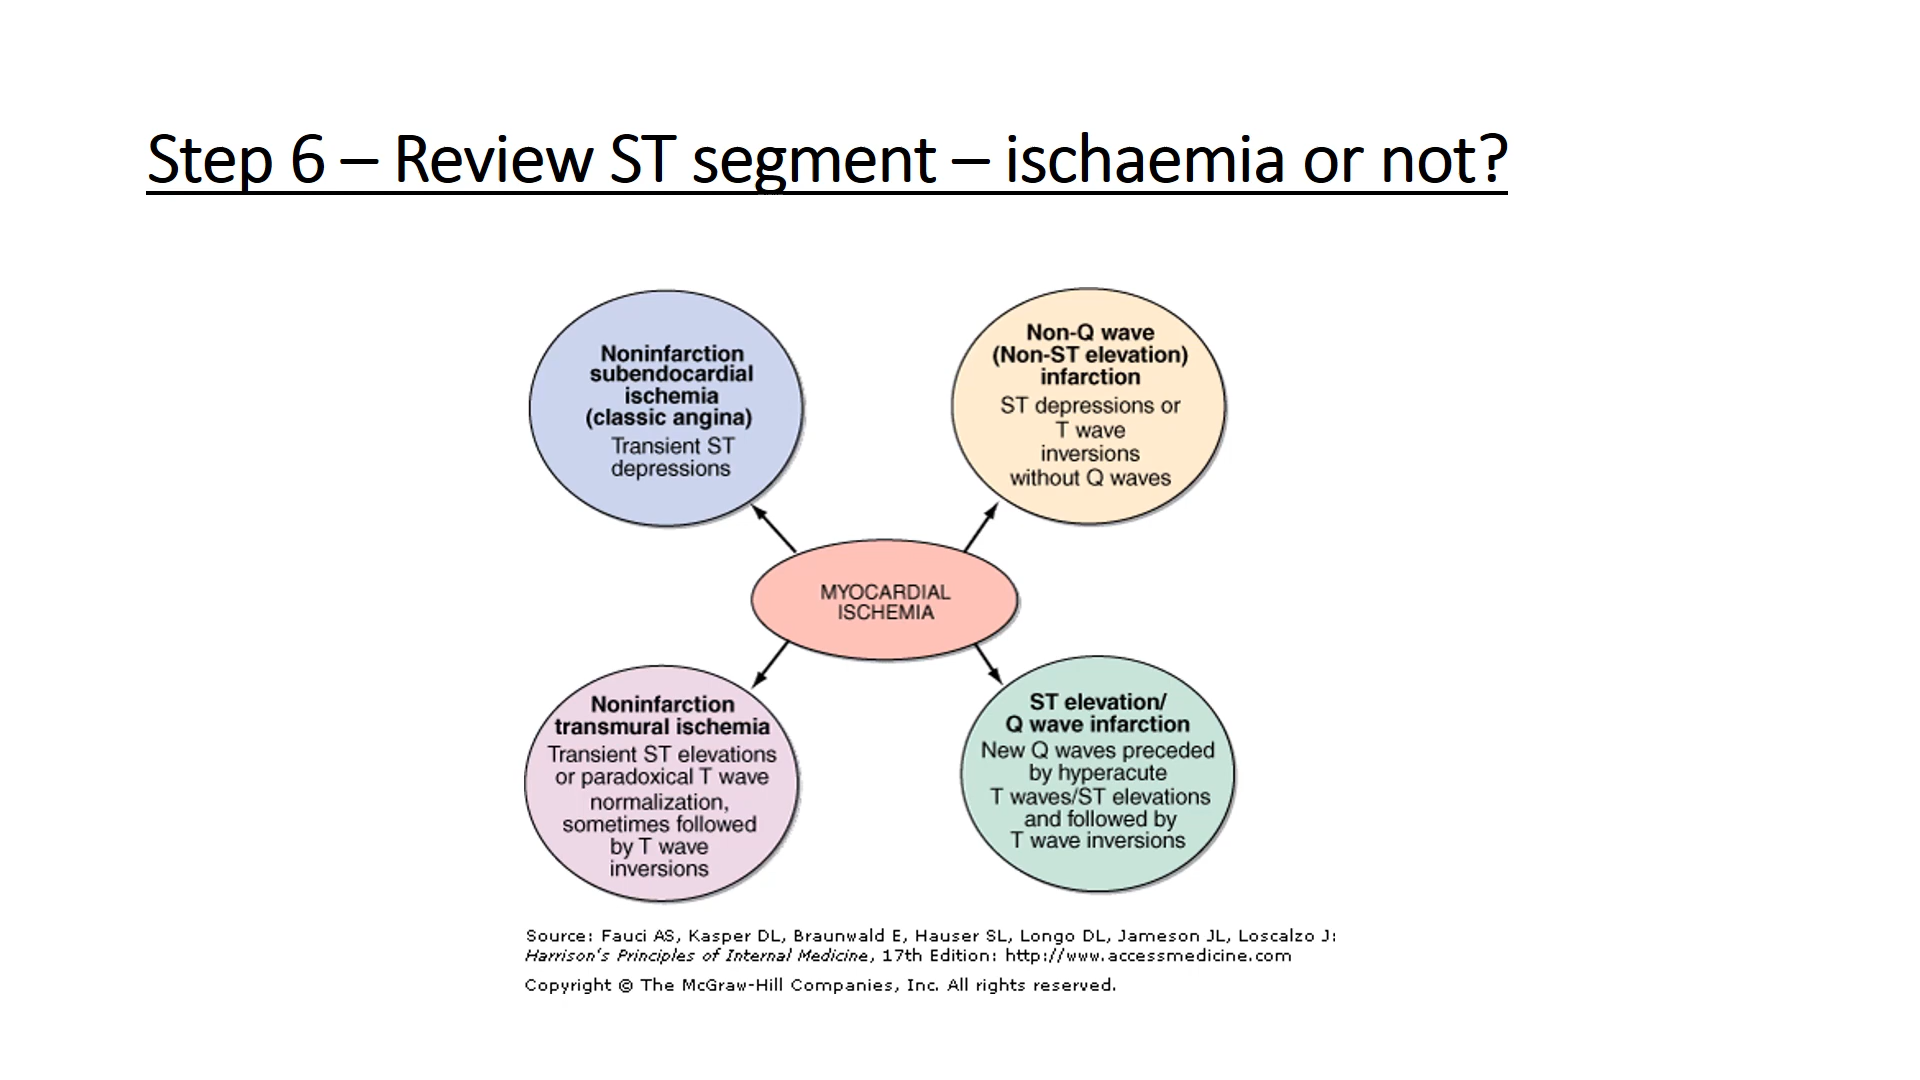 Step 6 – Review ST segment – ischaemia or not?
Noninfarction
subendocardial
ischemia
(classic angina)
Transient ST
depressions
Non-Q wave
(Non-ST elevation)
infarction
ST depressions or
T wave
inversions
without Q waves
MYOCARDIAL
ISCHEMIA
Noninfarction
transmural ischemia
Transient ST elevations
or paradoxical T wave
normalization,
sometimes followed
by T wave
inversions
ST elevation/
Q wave infarction
New Q waves preceded
by hyperacute
T waves/ST elevations
and followed by
T wave inversions
Source: Fauci AS, Kasper DL, Braunwald E, Hauser SL, Longo DL, Jameson JL, Loscalzo J:
Harrison's Principles of Internal Medicine, 17th Edition: http://www.accessmedicine.com
Copyright © The McGraw-Hill Companies, Inc. All rights reserved.